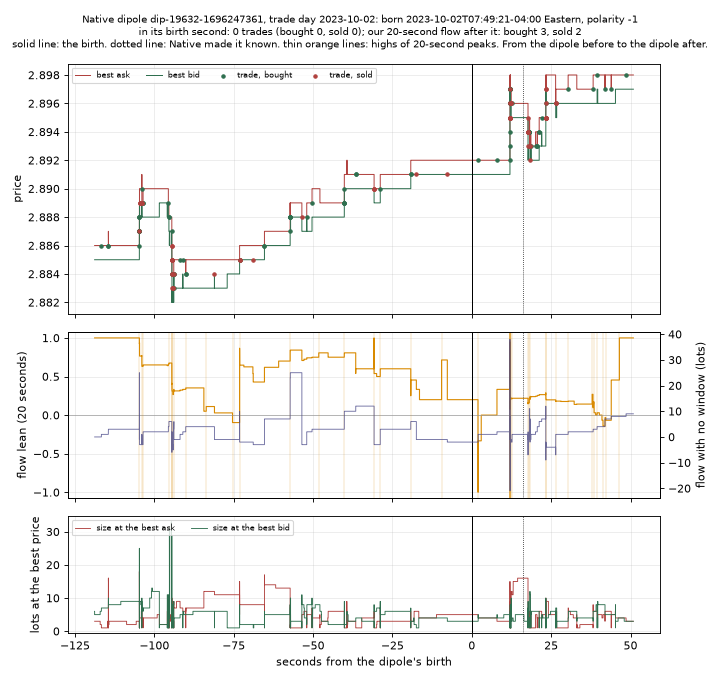 Native dipole dip-19632-1696247361, trade day 2023-10-02: born 2023-10-02T07:49:21-04:00 Eastern, polarity -1
in its birth second: 0 trades (bought 0, sold 0); our 20-second flow after it: bought 3, sold 2
solid line: the birth. dotted line: Native made it known. thin orange lines: highs of 20-second peaks. From the dipole before to the dipole after.
best ask best bid trade, bought trade, sold
2.898
2.896
2.894
2.892
2.890
2.888
2.886
2.884
2.882
price
1.0
0.5
0.0
−0.5
−1.0
flow lean (20 seconds)
40
30
20
10
0
−10
−20
flow with no window (lots)
size at the best ask size at the best bid
30
20
10
0
lots at the best price
−125 −100 −75 −50 −25 0 25 50
seconds from the dipole's birth